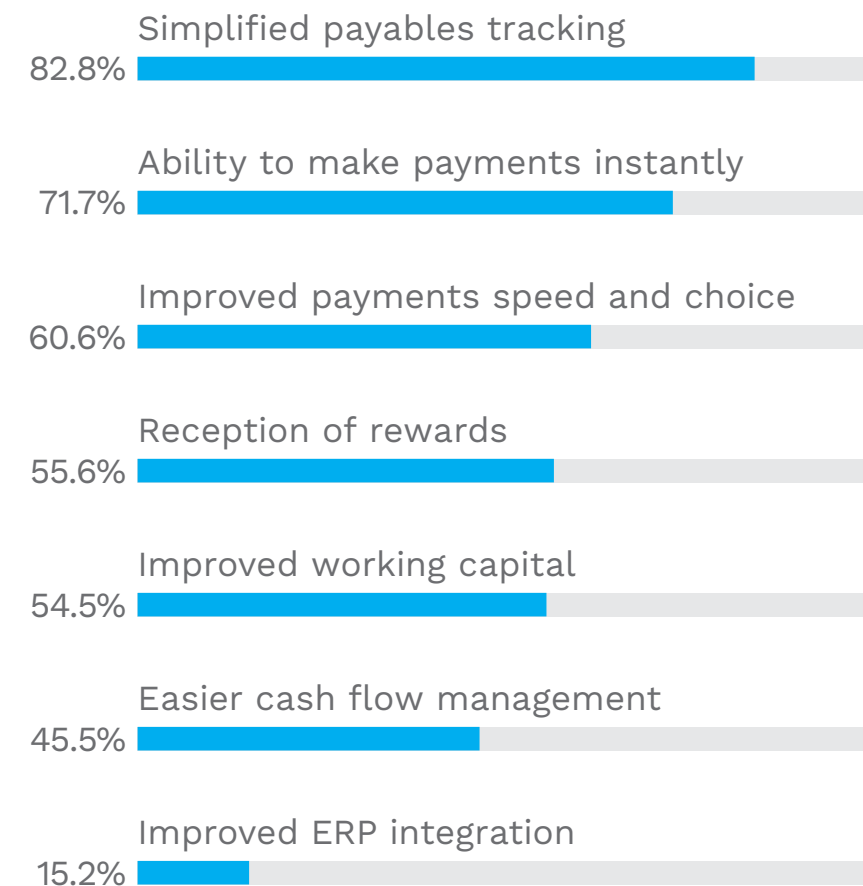 Simplified payables tracking
82.8%
Ability to make payments instantly
71.7%
Improved payments speed and choice
60.6%
Reception of rewards
55.6%
Improved working capital
54.5%
Easier cash flow management
45.5%
Improved ERP integration
15.2%